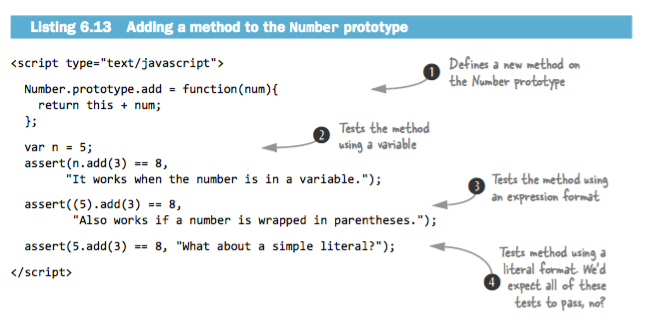 Listing 6.13 Adding a method to the Number prototype
<script type="text/javascript">
Number.prototype.add = function(num){
return this + num;
};
var n = 5;
assert(n.add(3) == 8,
"It works when the number is in a variable.");
assert((5).add(3) == 8,
"Also works if a number is wrapped in parentheses.");
assert(5.add(3) == 8, "What about a simple literal?");
</script>
1 Defines a new method on
the Number prototype
2 Tests the method
using a variable
3 Tests the method using
an expression format
4 Tests method using a
literal format. We'd
expect all of these
tests to pass, no?